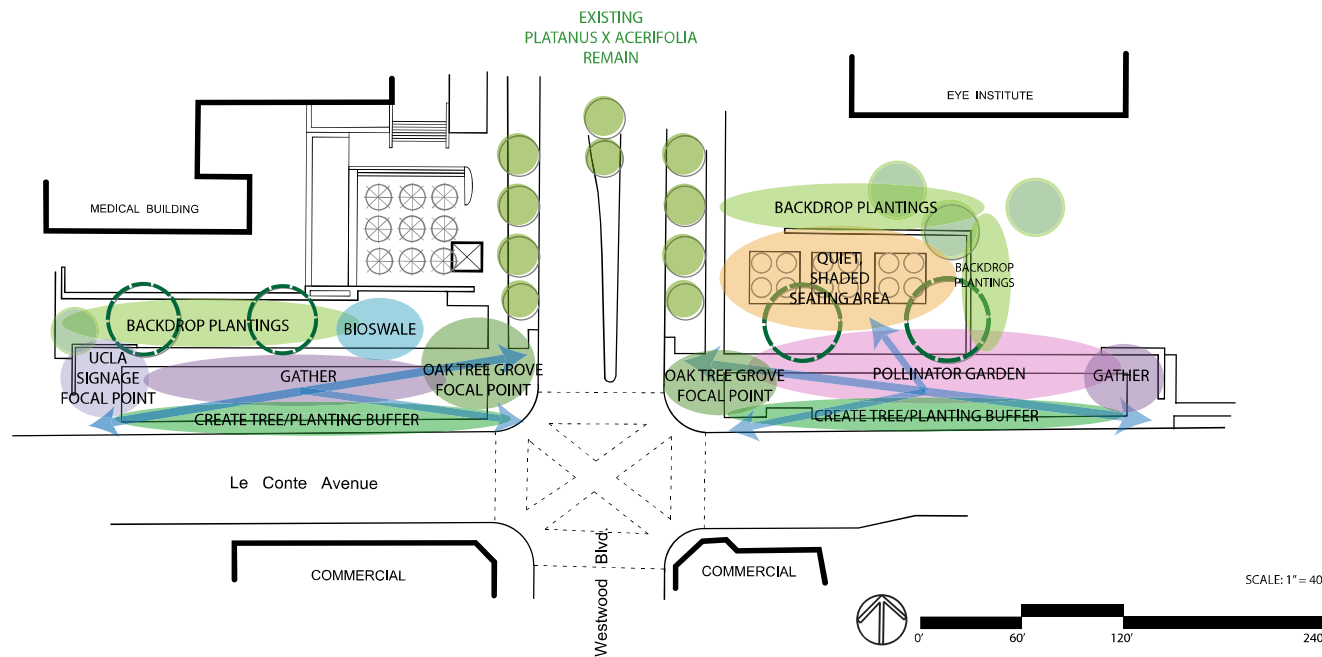 EXISTING
PLATANUS X ACERIFOLIA
REMAIN
EYE INSTITUTE
MEDICAL BUILDING
BACKDROP PLANTINGS
QUIET,
SHADED
SEATING AREA
BACKDROP
PLANTINGS
BACKDROP PLANTINGS
BIOSWALE
UCLA
SIGNAGE
FOCAL POINT
GATHER
OAK TREE GROVE
FOCAL POINT
CREATE TREE/PLANTING BUFFER
OAK TREE GROVE
FOCAL POINT
POLLINATOR GARDEN
GATHER
CREATE TREE/PLANTING BUFFER
Le Conte Avenue
Westwood Blvd.
COMMERCIAL
COMMERCIAL
SCALE: 1" = 40
0' 60' 120' 240